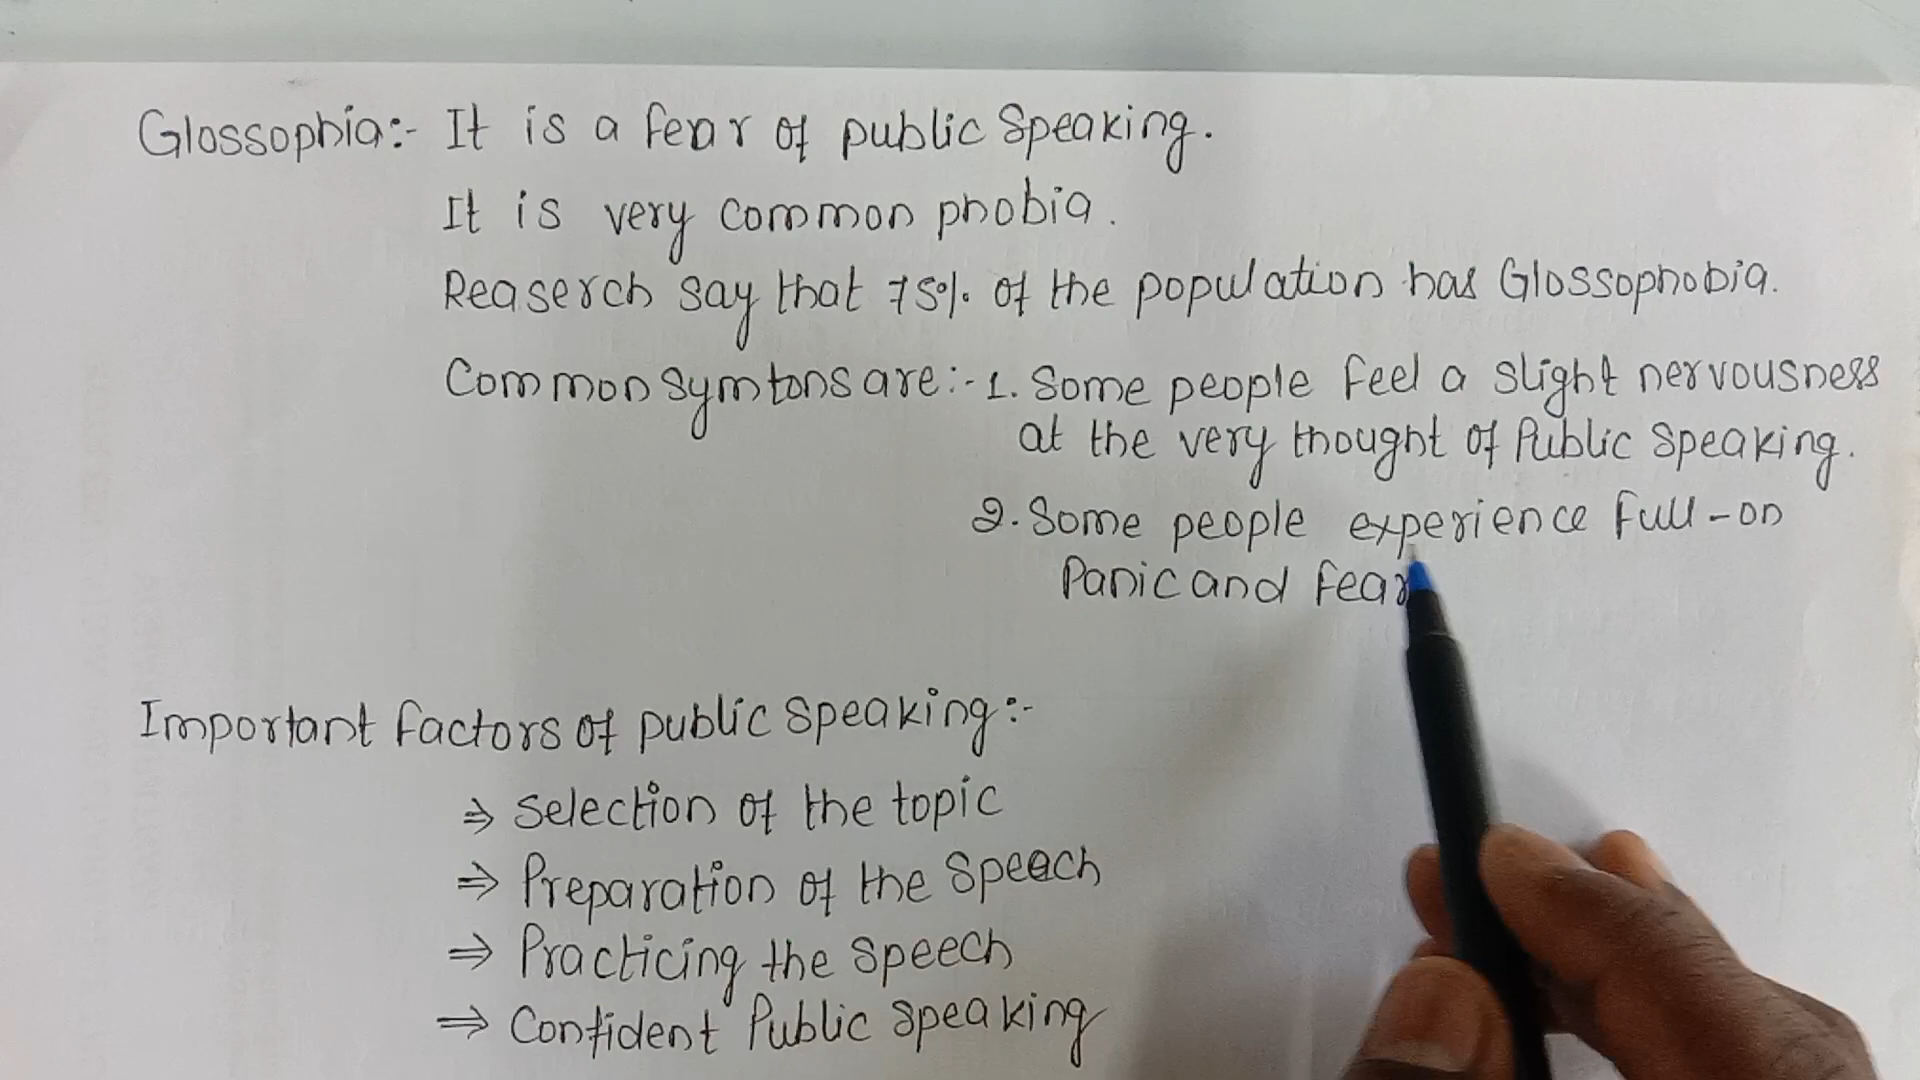 Glossophia:- It is a fear of public speaking.
It is very common phobia.
Reaserch say that 75% of the population has Glossophobia.
Common Symtons are:- 1. Some people feel a slight nervousness
at the very thought of Public speaking.
2. Some people experience full-on
Panic and fear
Important factors of public speaking:-
⇒ Selection of the topic
⇒ Preparation of the Speech
⇒ Practicing the speech
⇒ Confident Public speaking